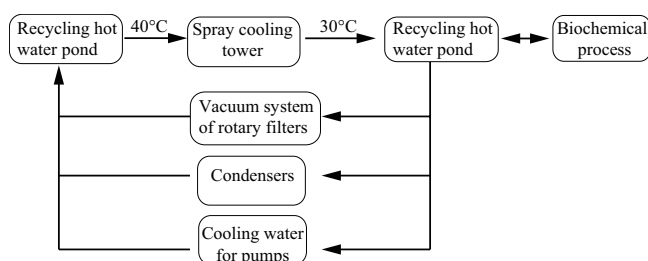 Recycling hot
water pond
40°C
Spray cooling
tower
30°C
Recycling hot
water pond
Biochemical
process
Vacuum system
of rotary filters
Condensers
Cooling water
for pumps